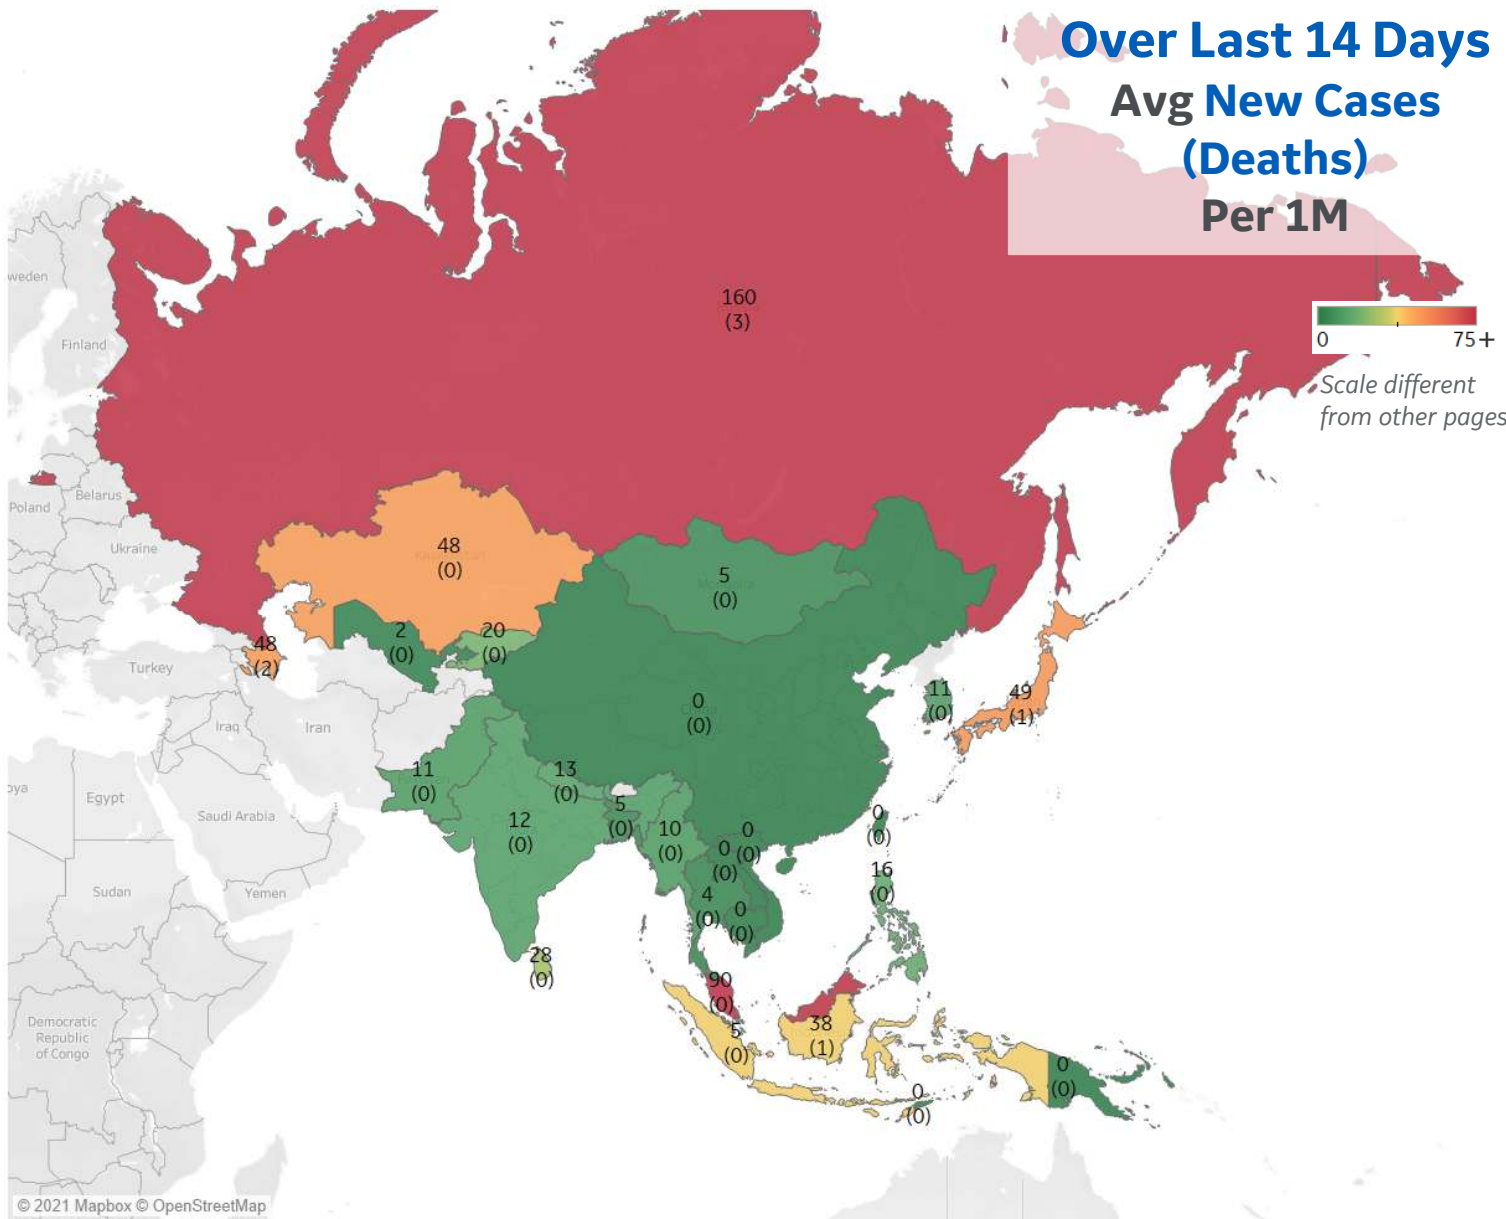 Over Last 14 Days
Avg New Cases
(Deaths)
Per 1M
0 75+
Scale different
from other pages
160
(3)
weden
Finland
Poland
Belarus
Ukraine
48
(0)
5
(0)
48
(2)
2
(0)
20
(0)
Turkey
Iraq
Iran
0
(0)
11
(0)
49
(1)
11
(0)
13
(0)
5
(0)
12
(0)
10
(0)
0
(0)
0
(0)
0
(0)
16
(0)
4
(0)
0
(0)
oya
Egypt
Saudi Arabia
Sudan
Yemen
28
(0)
90
(0)
5
(0)
38
(1)
0
(0)
0
(0)
Democratic
Republic
of Congo
© 2021 Mapbox © OpenStreetMap